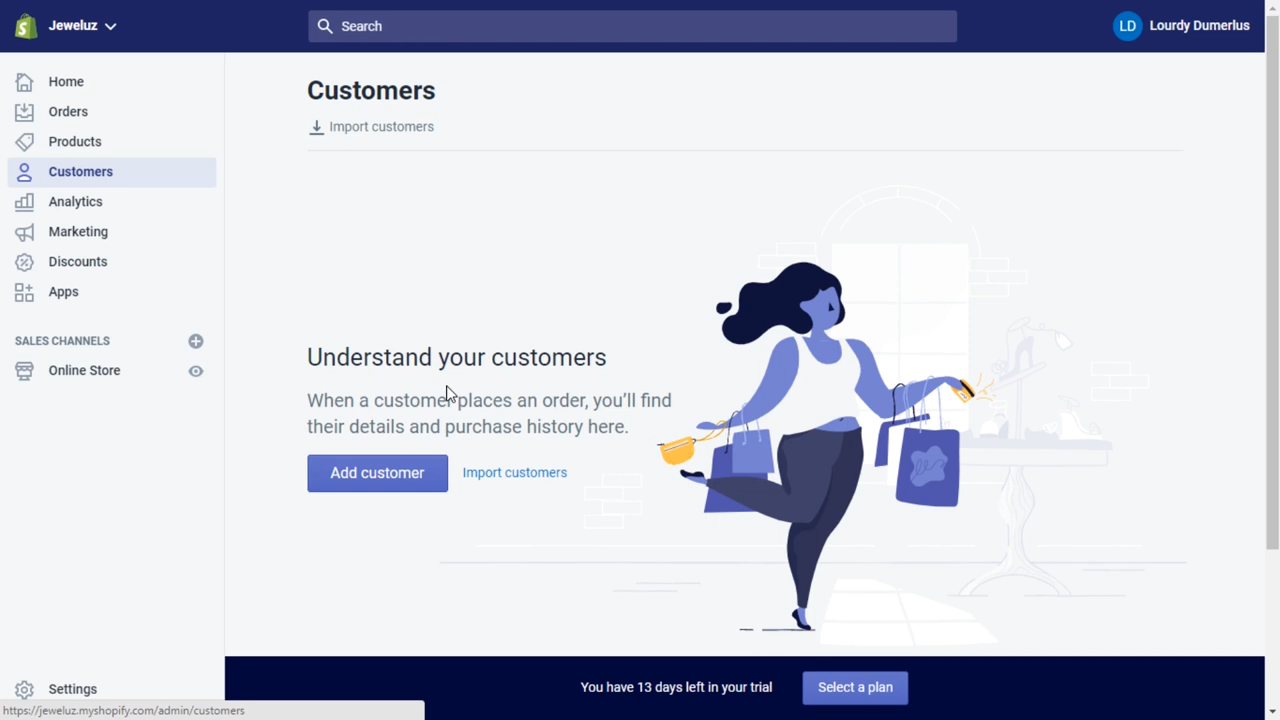 Jeweluz
Search
LD
Lourdy Dumerlus
Home
Orders
Products
Customers
Analytics
Marketing
Discounts
Apps
SALES CHANNELS
Online Store
Settings
Customers
Import customers
Understand your customers
When a customer places an order, you’ll find
their details and purchase history here.
Add customer
Import customers
You have 13 days left in your trial
Select a plan
https://jeweluz.myshopify.com/admin/customers